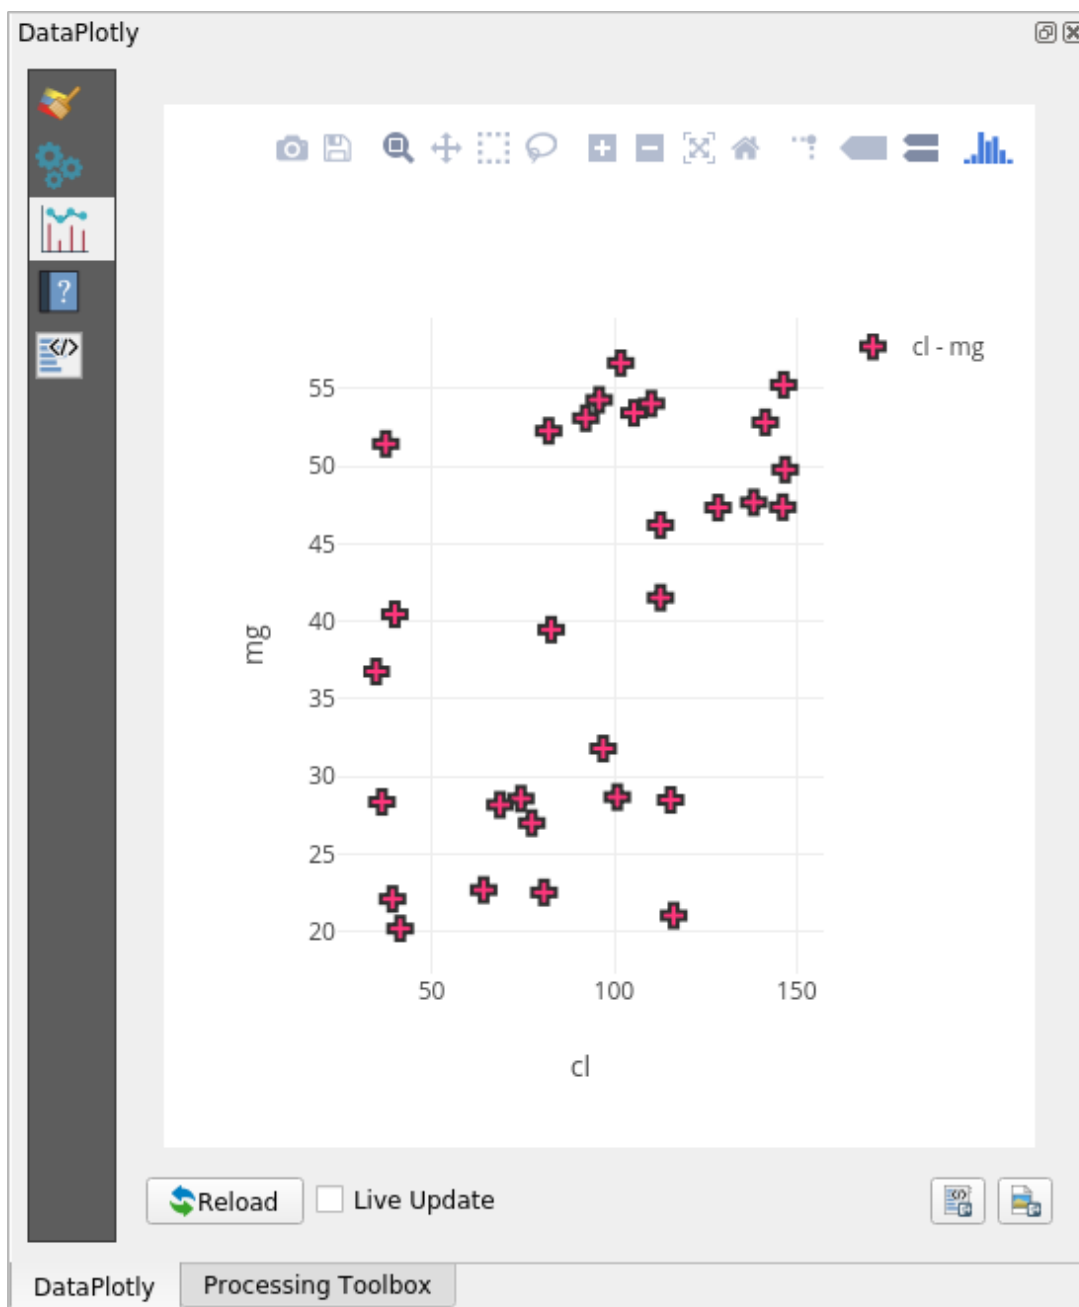 DataPlotly
?
</>
cl - mg
55
50
45
40
35
30
25
20
mg
50 100 150
cl
Reload Live Update
DataPlotly Processing Toolbox